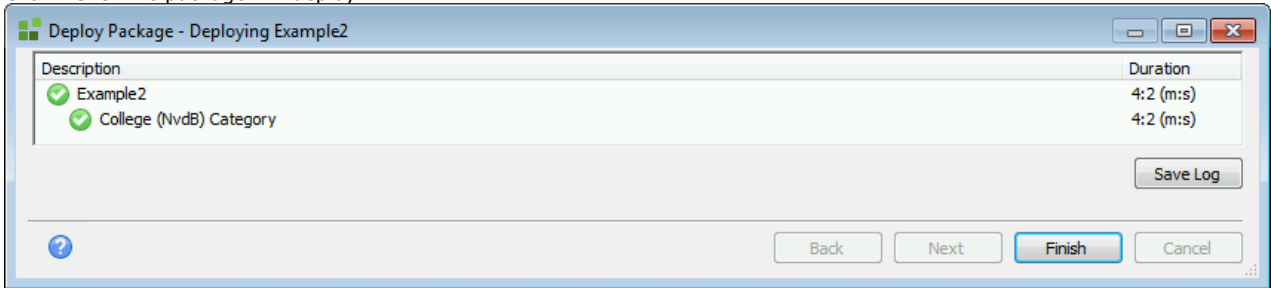 Deploy Package - Deploying Example2
Description Duration
Example2 4:2 (m:s)
College (NvdB) Category 4:2 (m:s)
Save Log
Back Next Finish Cancel